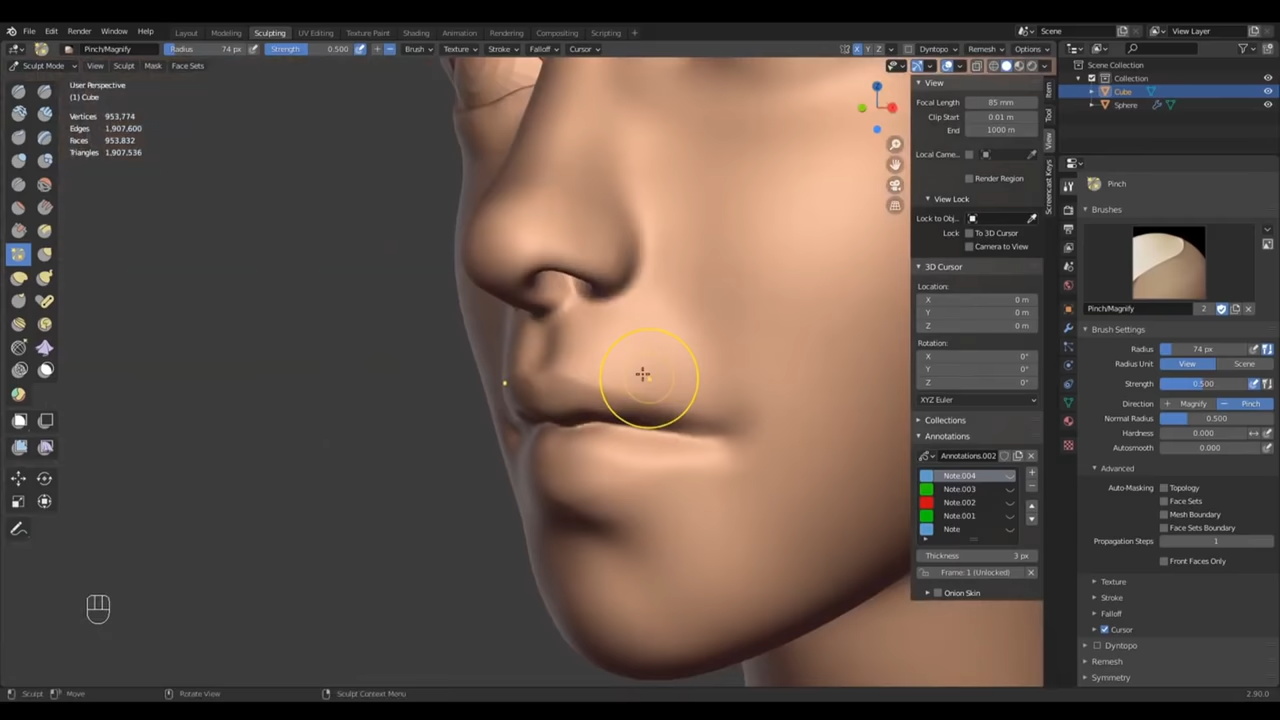 File Edit Render Window Help Layout Modeling Sculpting UV Editing Texture Paint Shading Animation Rendering Compositing Scripting + Scene View Layer
Pinch/Magnify Radius 74 px Strength 0.500 + − Brush Texture Stroke Falloff Cursor X Y Z Dyntopo Remesh Options
Sculpt Mode View Sculpt Mask Face Sets
User Perspective
(1) Cube
Vertices 953,774
Edges 1,907,600
Faces 953,832
Triangles 1,907,536
View
Focal Length 85 mm
Clip Start 0.01 m
End 1000 m
Local Came...
Render Region
View Lock
Lock to Obj...
Lock To 3D Cursor
Camera to View
3D Cursor
Location:
X 0 m
Y 0 m
Z 0 m
Rotation:
X 0°
Y 0°
Z 0°
XYZ Euler
Collections
Annotations
Annotations.002
Note.004
Note.003
Note.002
Note.001
Note
Thickness 3 px
Frame: 1 (Unlocked)
Onion Skin
Item
Tool
View
Screencast Keys
Scene Collection
Collection
Cube
Sphere
Pinch
Brushes
Pinch/Magnify 2
Brush Settings
Radius 74 px
Radius Unit View Scene
Strength 0.500
Direction + Magnify − Pinch
Normal Radius 0.500
Hardness 0.000
Autosmooth 0.000
Advanced
Auto-Masking Topology
Face Sets
Mesh Boundary
Face Sets Boundary
Propagation Steps 1
Front Faces Only
Texture
Stroke
Falloff
Cursor
Dyntopo
Remesh
Symmetry
Sculpt Move Rotate View Sculpt Context Menu 2.90.0